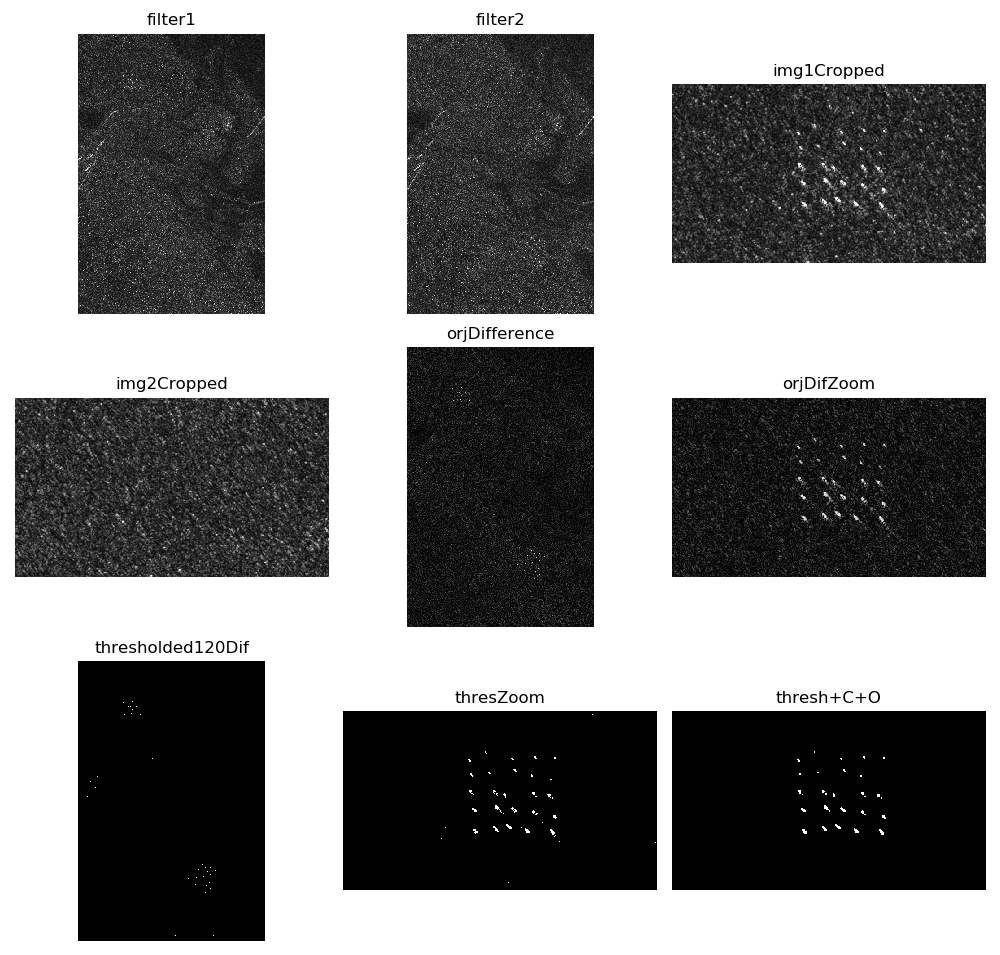 filter1
filter2
img1Cropped
img2Cropped
orjDifference
orjDifZoom
thresholded120Dif
thresZoom
thresh+C+O